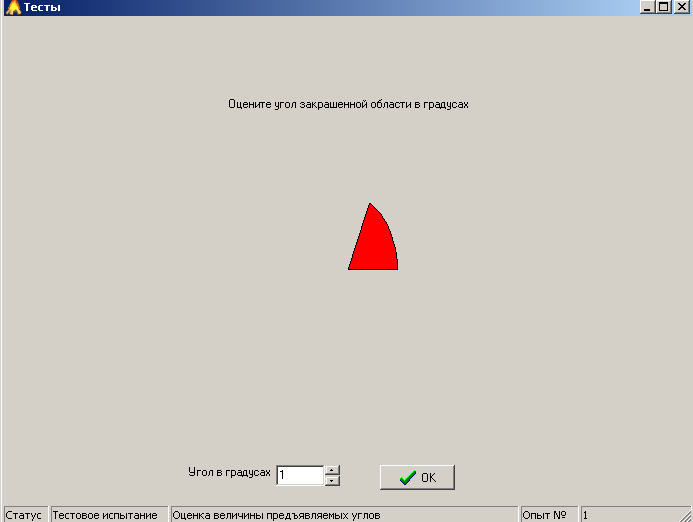 Тесты
Оцените угол закрашенной области в градусах
Угол в градусах 1 OK
Статус Тестовое испытание Оценка величины предъявляемых углов Опыт № 1